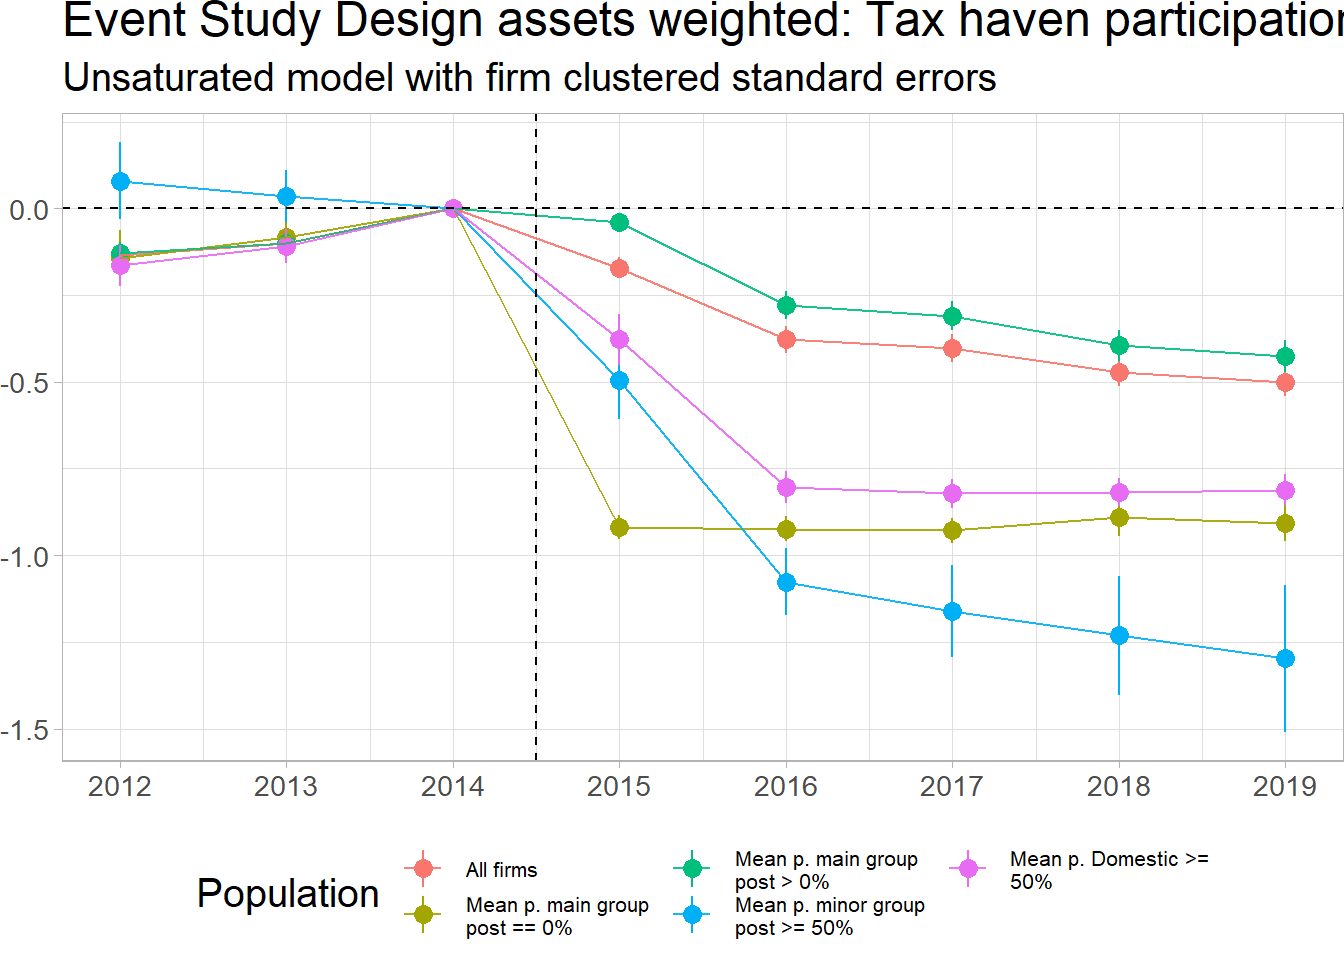 Event Study Design assets weighted: Tax haven participation
Unsaturated model with firm clustered standard errors
0.0
-0.5
-1.0
-1.5
2012 2013 2014 2015 2016 2017 2018 2019
Population
All firms
Mean p. main group
post == 0%
Mean p. main group
post > 0%
Mean p. minor group
post >= 50%
Mean p. Domestic >=
50%